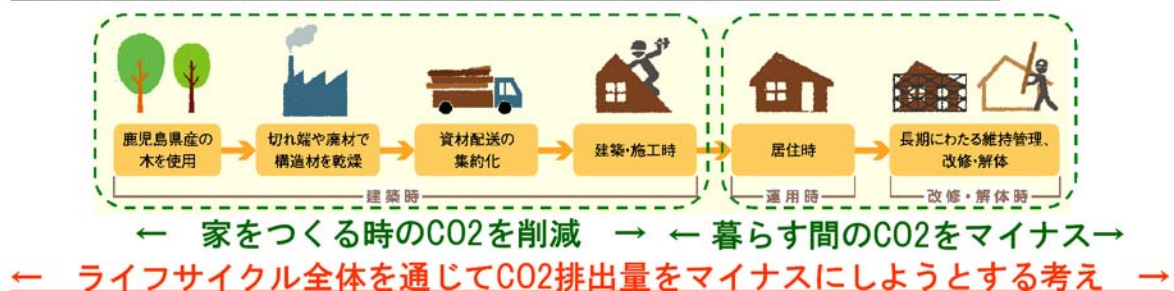 鹿児島県産の
木を使用
切れ端や廃材で
構造材を乾燥
資材配送の
集約化
建築・施工時
居住時
長期にわたる維持管理、
改修・解体
建築時
運用時
改修・解体時
← 家をつくる時のCO2を削減 →
← 暮らす間のCO2をマイナス→
← ライフサイクル全体を通じてCO2排出量をマイナスにしようとする考え →